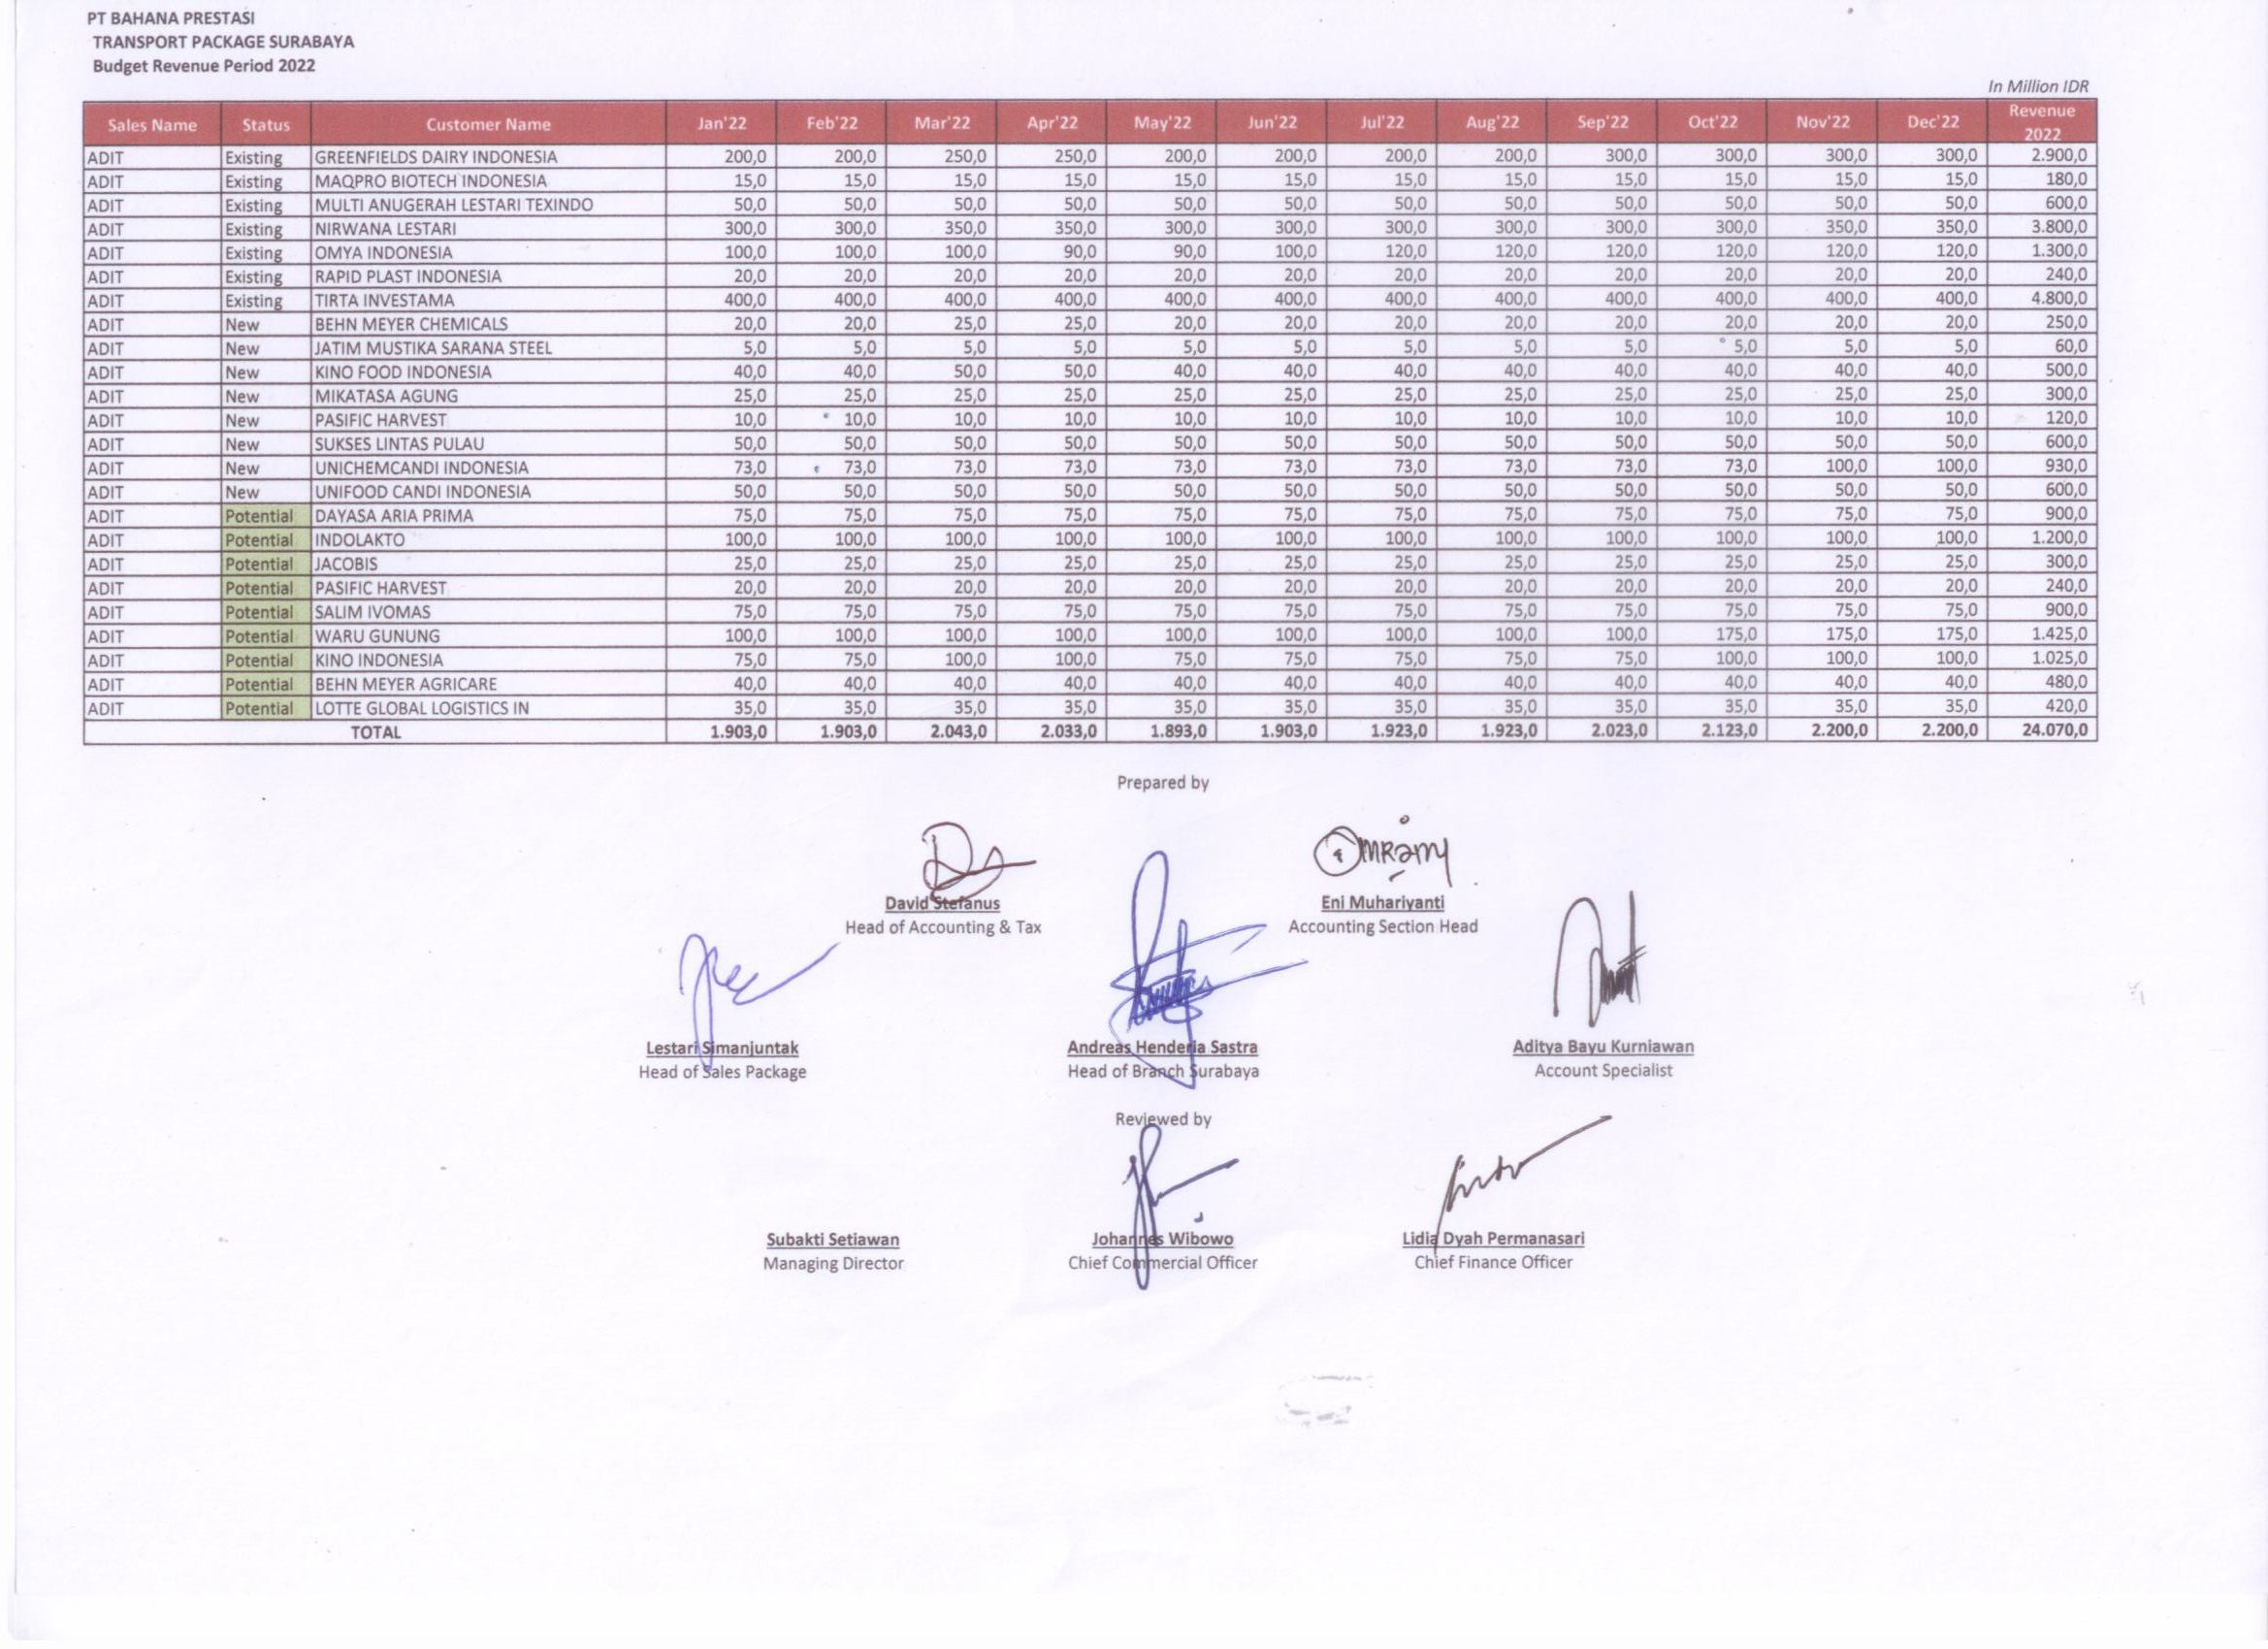 PT BAHANA PRESTASI
TRANSPORT PACKAGE SURABAYA
Budget Revenue Period 2022
In Million IDR
Sales Name Status Customer Name Jan'22 Feb'22 Mar'22 Apr'22 May'22 Jun'22 Jul'22 Aug'22 Sep'22 Oct'22 Nov'22 Dec'22 Revenue 2022
ADIT Existing GREENFIELDS DAIRY INDONESIA 200,0 200,0 250,0 250,0 200,0 200,0 200,0 200,0 300,0 300,0 300,0 300,0 2.900,0
ADIT Existing MAQPRO BIOTECH INDONESIA 15,0 15,0 15,0 15,0 15,0 15,0 15,0 15,0 15,0 15,0 15,0 15,0 180,0
ADIT Existing MULTI ANUGERAH LESTARI TEXINDO 50,0 50,0 50,0 50,0 50,0 50,0 50,0 50,0 50,0 50,0 50,0 50,0 600,0
ADIT Existing NIRWANA LESTARI 300,0 300,0 350,0 350,0 300,0 300,0 300,0 300,0 300,0 300,0 350,0 350,0 3.800,0
ADIT Existing OMYA INDONESIA 100,0 100,0 100,0 90,0 90,0 100,0 120,0 120,0 120,0 120,0 120,0 120,0 1.300,0
ADIT Existing RAPID PLAST INDONESIA 20,0 20,0 20,0 20,0 20,0 20,0 20,0 20,0 20,0 20,0 20,0 20,0 240,0
ADIT Existing TIRTA INVESTAMA 400,0 400,0 400,0 400,0 400,0 400,0 400,0 400,0 400,0 400,0 400,0 400,0 4.800,0
ADIT New BEHN MEYER CHEMICALS 20,0 20,0 25,0 25,0 20,0 20,0 20,0 20,0 20,0 20,0 20,0 20,0 250,0
ADIT New JATIM MUSTIKA SARANA STEEL 5,0 5,0 5,0 5,0 5,0 5,0 5,0 5,0 5,0 5,0 5,0 5,0 60,0
ADIT New KINO FOOD INDONESIA 40,0 40,0 50,0 50,0 40,0 40,0 40,0 40,0 40,0 40,0 40,0 40,0 500,0
ADIT New MIKATASA AGUNG 25,0 25,0 25,0 25,0 25,0 25,0 25,0 25,0 25,0 25,0 25,0 25,0 300,0
ADIT New PASIFIC HARVEST 10,0 10,0 10,0 10,0 10,0 10,0 10,0 10,0 10,0 10,0 10,0 10,0 120,0
ADIT New SUKSES LINTAS PULAU 50,0 50,0 50,0 50,0 50,0 50,0 50,0 50,0 50,0 50,0 50,0 50,0 600,0
ADIT New UNICHEMCANDI INDONESIA 73,0 73,0 73,0 73,0 73,0 73,0 73,0 73,0 73,0 73,0 100,0 100,0 930,0
ADIT New UNIFOOD CANDI INDONESIA 50,0 50,0 50,0 50,0 50,0 50,0 50,0 50,0 50,0 50,0 50,0 50,0 600,0
ADIT Potential DAYASA ARIA PRIMA 75,0 75,0 75,0 75,0 75,0 75,0 75,0 75,0 75,0 75,0 75,0 75,0 900,0
ADIT Potential INDOLAKTO 100,0 100,0 100,0 100,0 100,0 100,0 100,0 100,0 100,0 100,0 100,0 100,0 1.200,0
ADIT Potential JACOBIS 25,0 25,0 25,0 25,0 25,0 25,0 25,0 25,0 25,0 25,0 25,0 25,0 300,0
ADIT Potential PASIFIC HARVEST 20,0 20,0 20,0 20,0 20,0 20,0 20,0 20,0 20,0 20,0 20,0 20,0 240,0
ADIT Potential SALIM IVOMAS 75,0 75,0 75,0 75,0 75,0 75,0 75,0 75,0 75,0 75,0 75,0 75,0 900,0
ADIT Potential WARU GUNUNG 100,0 100,0 100,0 100,0 100,0 100,0 100,0 100,0 100,0 175,0 175,0 175,0 1.425,0
ADIT Potential KINO INDONESIA 75,0 75,0 100,0 100,0 75,0 75,0 75,0 75,0 75,0 100,0 100,0 100,0 1.025,0
ADIT Potential BEHN MEYER AGRICARE 40,0 40,0 40,0 40,0 40,0 40,0 40,0 40,0 40,0 40,0 40,0 40,0 480,0
ADIT Potential LOTTE GLOBAL LOGISTICS IN 35,0 35,0 35,0 35,0 35,0 35,0 35,0 35,0 35,0 35,0 35,0 35,0 420,0
TOTAL 1.903,0 1.903,0 2.043,0 2.033,0 1.893,0 1.903,0 1.923,0 1.923,0 2.023,0 2.123,0 2.200,0 2.200,0 24.070,0
Prepared by
David Stefanus Eni Muhariyanti
Head of Accounting & Tax Accounting Section Head
Lestari Simanjuntak Andreas Henderia Sastra Aditya Bayu Kurniawan
Head of Sales Package Head of Branch Surabaya Account Specialist
Reviewed by
Subakti Setiawan Johannes Wibowo Lidia Dyah Permanasari
Managing Director Chief Commercial Officer Chief Finance Officer